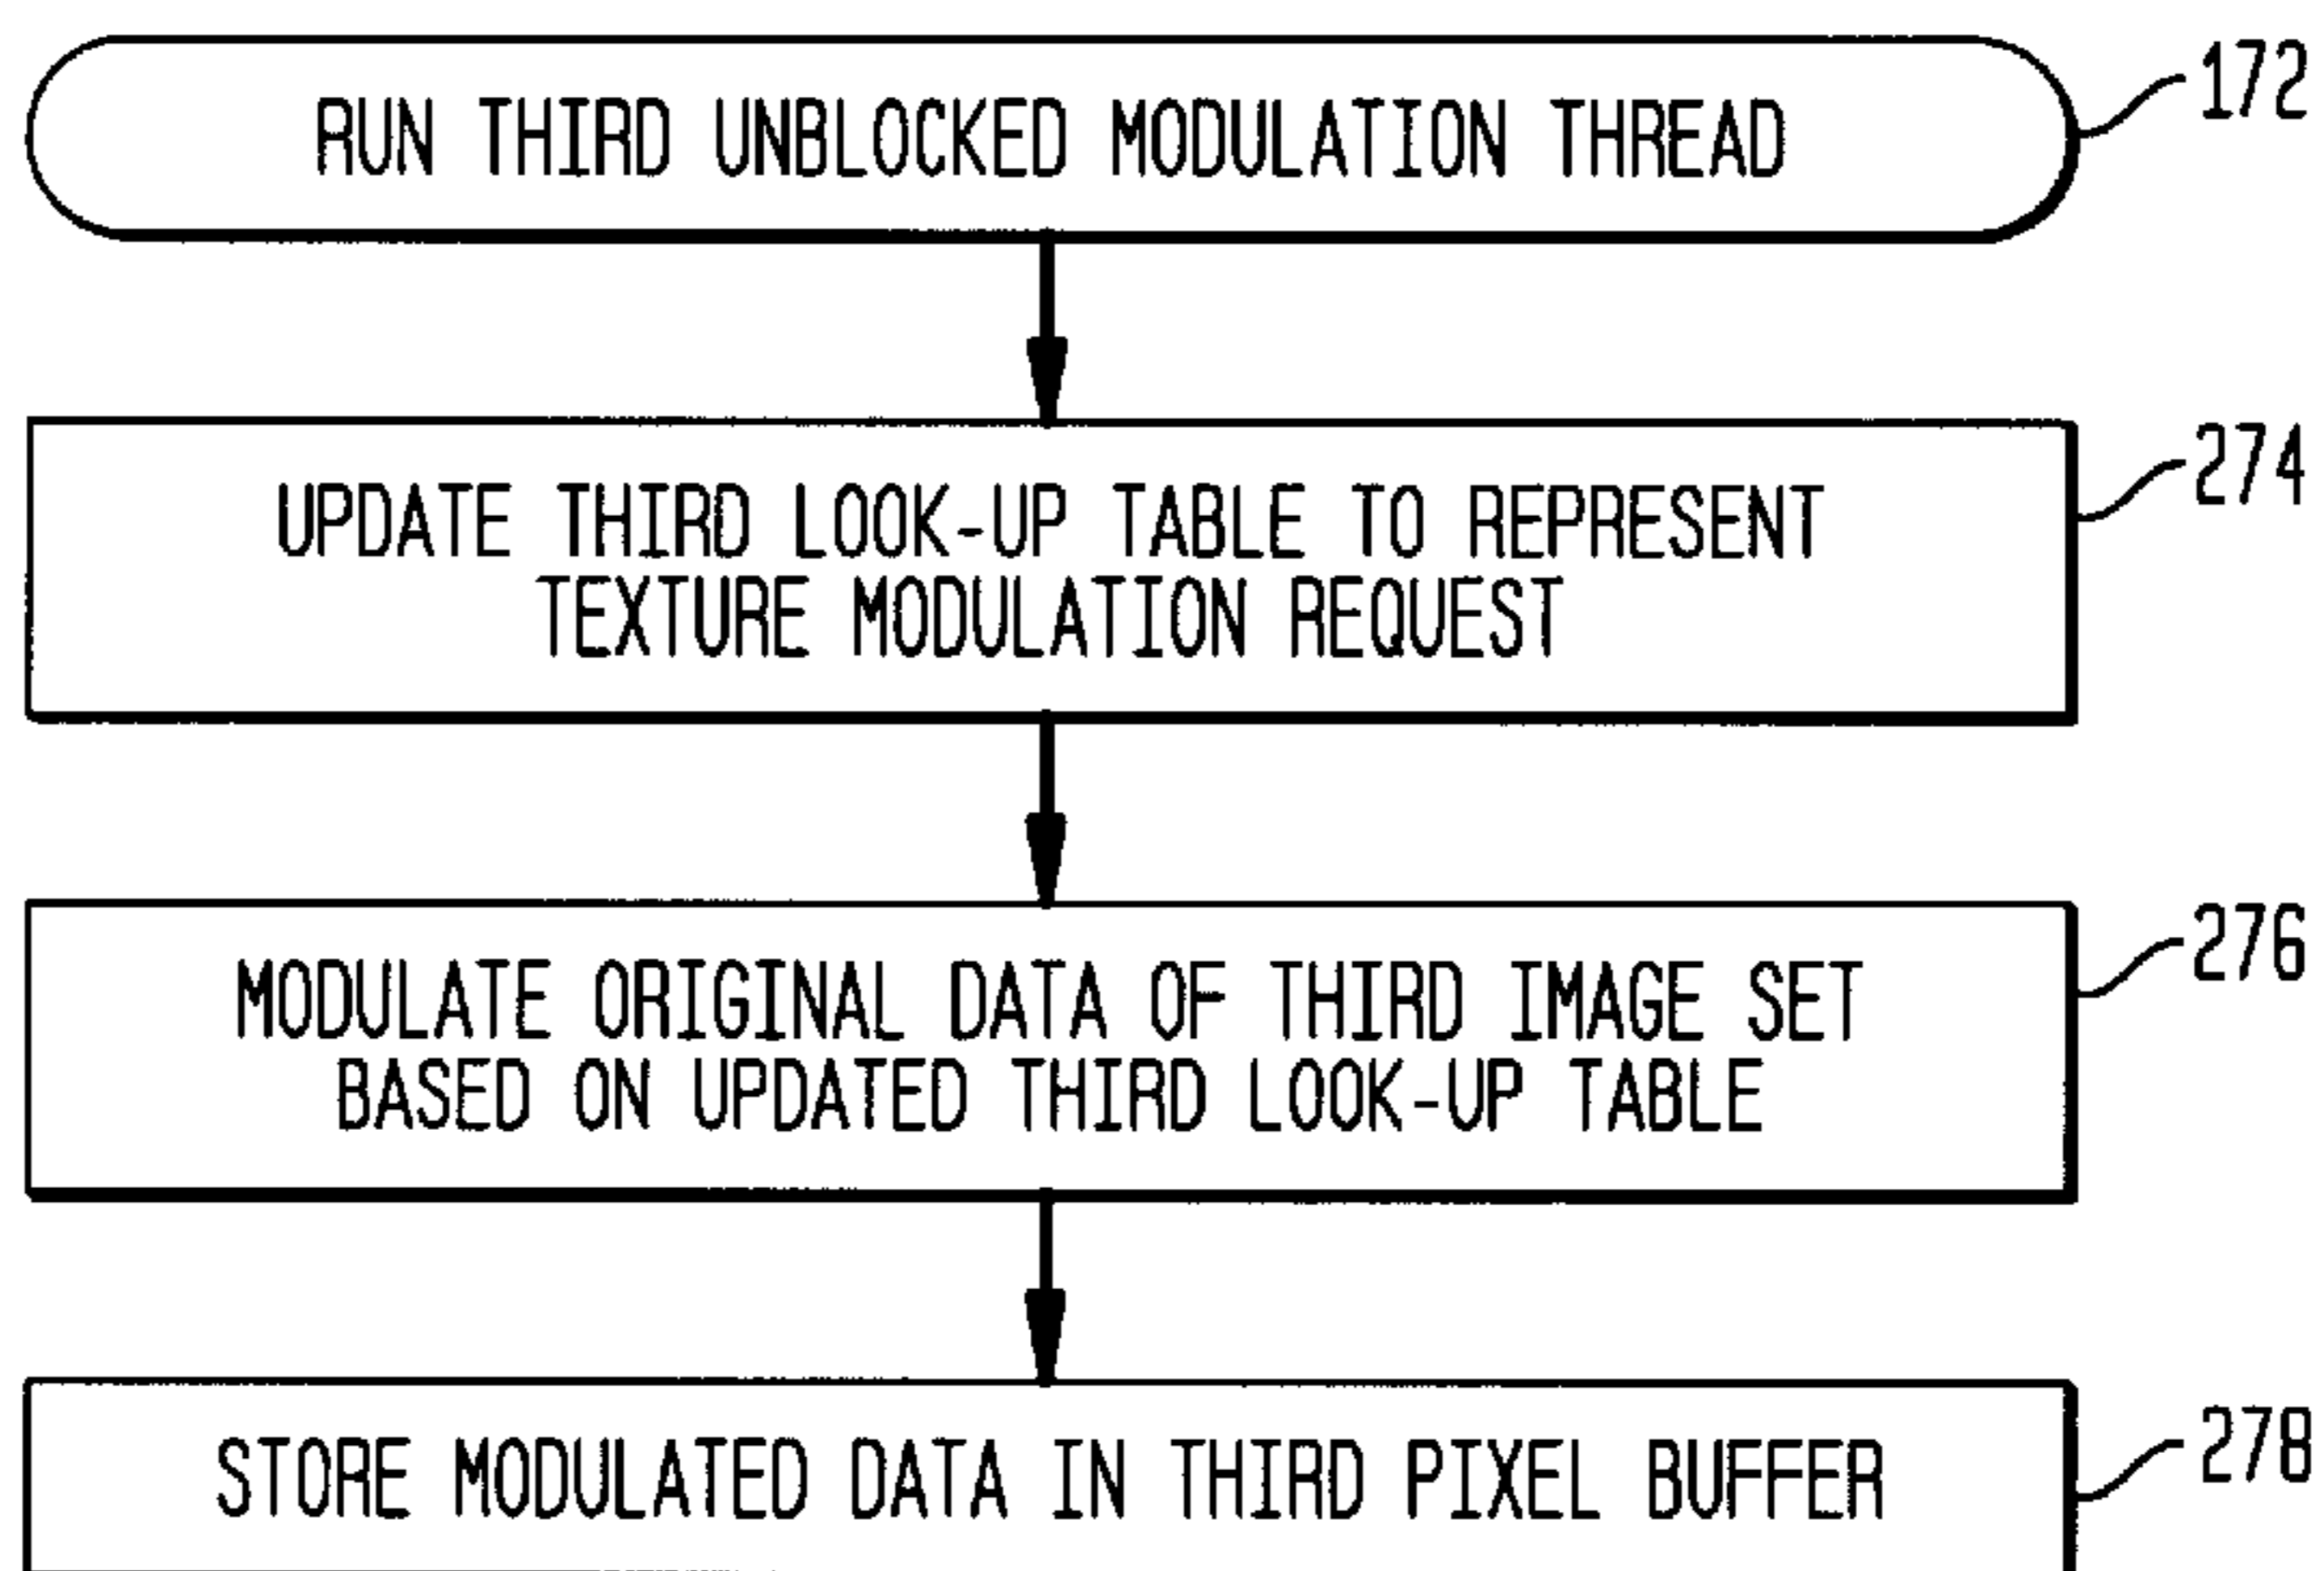 RUN THIRD UNBLOCKED MODULATION THREAD
172
UPDATE THIRD LOOK-UP TABLE TO REPRESENT
TEXTURE MODULATION REQUEST
274
MODULATE ORIGINAL DATA OF THIRD IMAGE SET
BASED ON UPDATED THIRD LOOK-UP TABLE
276
STORE MODULATED DATA IN THIRD PIXEL BUFFER
278